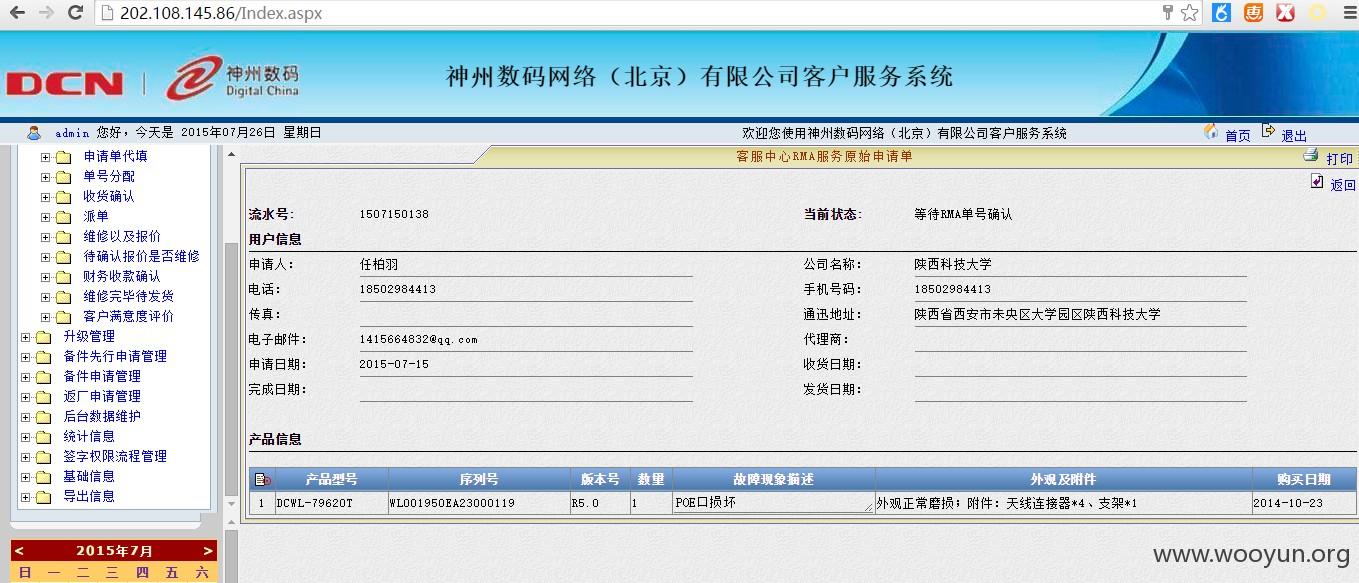 202.108.145.86/Index.aspx
DCN 神州数码 Digital China
神州数码网络（北京）有限公司客户服务系统
admin 您好，今天是 2015年07月26日 星期日
欢迎您使用神州数码网络（北京）有限公司客户服务系统
首页 退出
申请单代填
单号分配
收货确认
派单
维修以及报价
待确认报价是否维修
财务收款确认
维修完毕待发货
客户满意度评价
升级管理
备件先行申请管理
备件申请管理
返厂申请管理
后台数据维护
统计信息
签字权限流程管理
基础信息
导出信息
< 2015年7月 >
日 一 二 三 四 五 六
客服中心RMA服务原始申请单
打印
返回
流水号： 1507150138 当前状态： 等待RMA单号确认
用户信息
申请人： 任柏羽 公司名称： 陕西科技大学
电话： 18502984413 手机号码： 18502984413
传真： 通迅地址： 陕西省西安市未央区大学园区陕西科技大学
电子邮件： 1415664832@qq.com 代理商：
申请日期： 2015-07-15 收货日期：
完成日期： 发货日期：
产品信息
产品型号 序列号 版本号 数量 故障现象描述 外观及附件 购买日期
1 DCWL-7962OT WL001950EA23000119 R5.0 1 POE口损坏 外观正常磨损；附件：天线连接器*4、支架*1 2014-10-23
www.wooyun.org